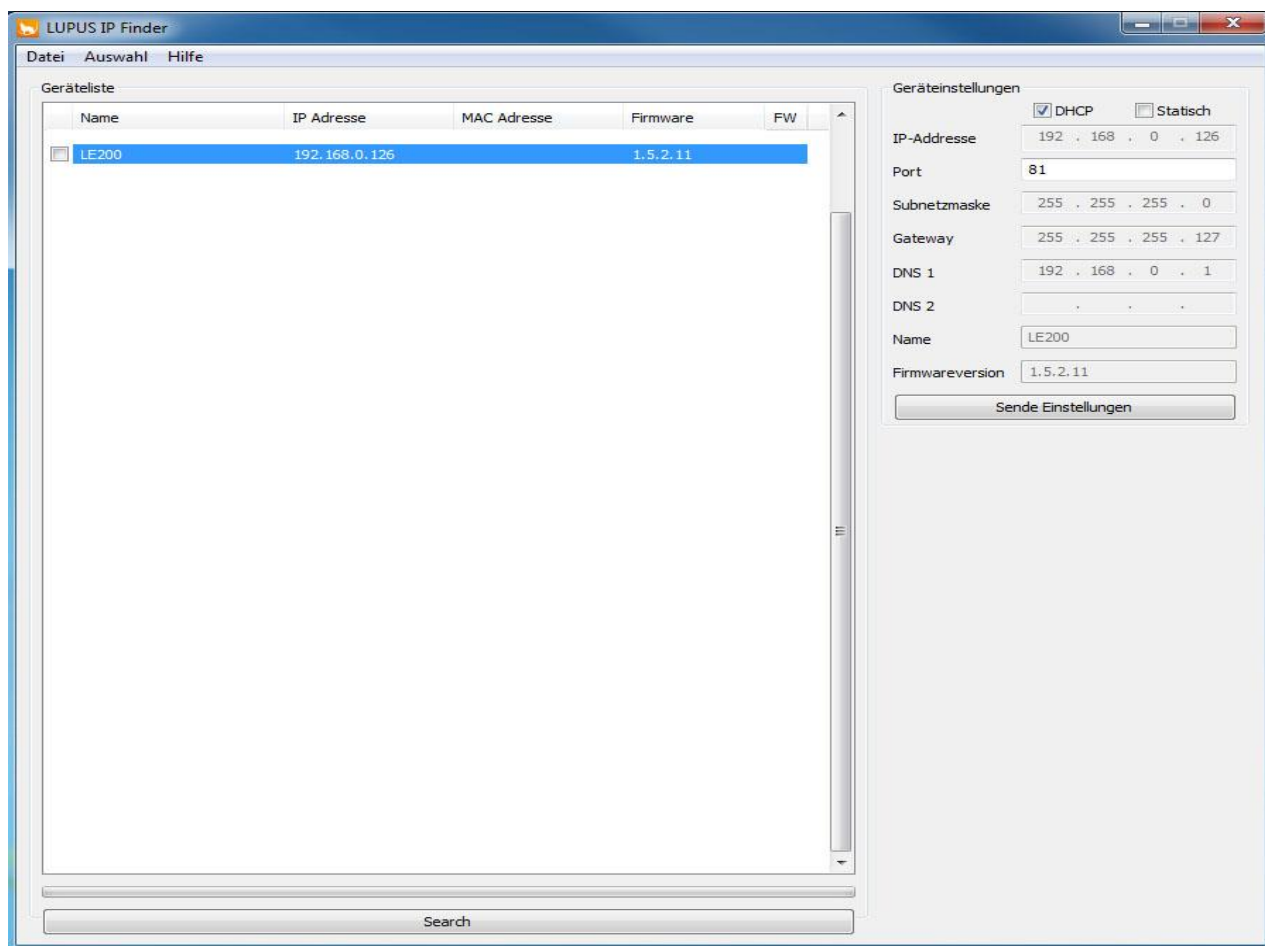 LUPUS IP Finder
Datei Auswahl Hilfe
Geräteliste
Name IP Adresse MAC Adresse Firmware FW
LE200 192.168.0.126 1.5.2.11
Search
Geräteinstellungen
DHCP Statisch
IP-Addresse 192 . 168 . 0 . 126
Port 81
Subnetzmaske 255 . 255 . 255 . 0
Gateway 255 . 255 . 255 . 127
DNS 1 192 . 168 . 0 . 1
DNS 2 . . .
Name LE200
Firmwareversion 1.5.2.11
Sende Einstellungen